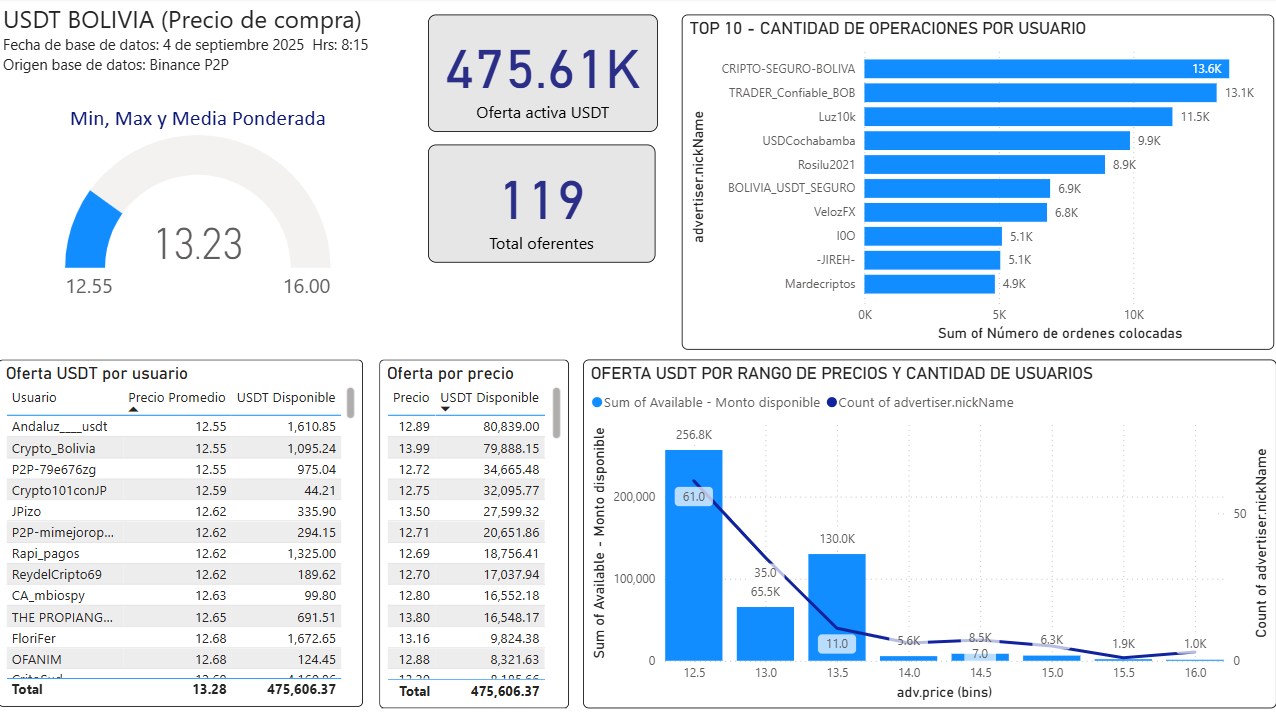 USDT BOLIVIA (Precio de compra)
Fecha de base de datos: 4 de septiembre 2025 Hrs: 8:15
Origen base de datos: Binance P2P
Min, Max y Media Ponderada
13.23
12.55
16.00
475.61K
Oferta activa USDT
119
Total oferentes
TOP 10 - CANTIDAD DE OPERACIONES POR USUARIO
advertiser.nickName
CRIPTO-SEGURO-BOLIVA 13.6K
TRADER_Confiable_BOB 13.1K
Luz10k 11.5K
USDCochabamba 9.9K
Rosilu2021 8.9K
BOLIVIA_USDT_SEGURO 6.9K
VelozFX 6.8K
I0O 5.1K
-JIREH- 5.1K
Mardecriptos 4.9K
0K 5K 10K
Sum of Número de ordenes colocadas
Oferta USDT por usuario
Usuario Precio Promedio USDT Disponible
Andaluz____usdt 12.55 1,610.85
Crypto_Bolivia 12.55 1,095.24
P2P-79e676zg 12.55 975.04
Crypto101conJP 12.59 44.21
JPizo 12.62 335.90
P2P-mimejorop... 12.62 294.15
Rapi_pagos 12.62 1,325.00
ReydelCripto69 12.62 189.62
CA_mbiospy 12.63 99.80
THE PROPIANG... 12.65 691.51
FloriFer 12.68 1,672.65
OFANIM 12.68 124.45
Total 13.28 475,606.37
Oferta por precio
Precio USDT Disponible
12.89 80,839.00
13.99 79,888.15
12.72 34,665.48
12.75 32,095.77
13.50 27,599.32
12.71 20,651.86
12.69 18,756.41
12.70 17,037.94
12.80 16,552.18
13.80 16,548.17
13.16 9,824.38
12.88 8,321.63
Total 475,606.37
OFERTA USDT POR RANGO DE PRECIOS Y CANTIDAD DE USUARIOS
Sum of Available - Monto disponible Count of advertiser.nickName
Sum of Available - Monto disponible
200,000
100,000
0
256.8K
61.0
35.0
65.5K
130.0K
11.0
5.6K
8.5K
7.0
6.3K
1.9K
1.0K
50
0
Count of advertiser.nickName
12.5 13.0 13.5 14.0 14.5 15.0 15.5 16.0
adv.price (bins)